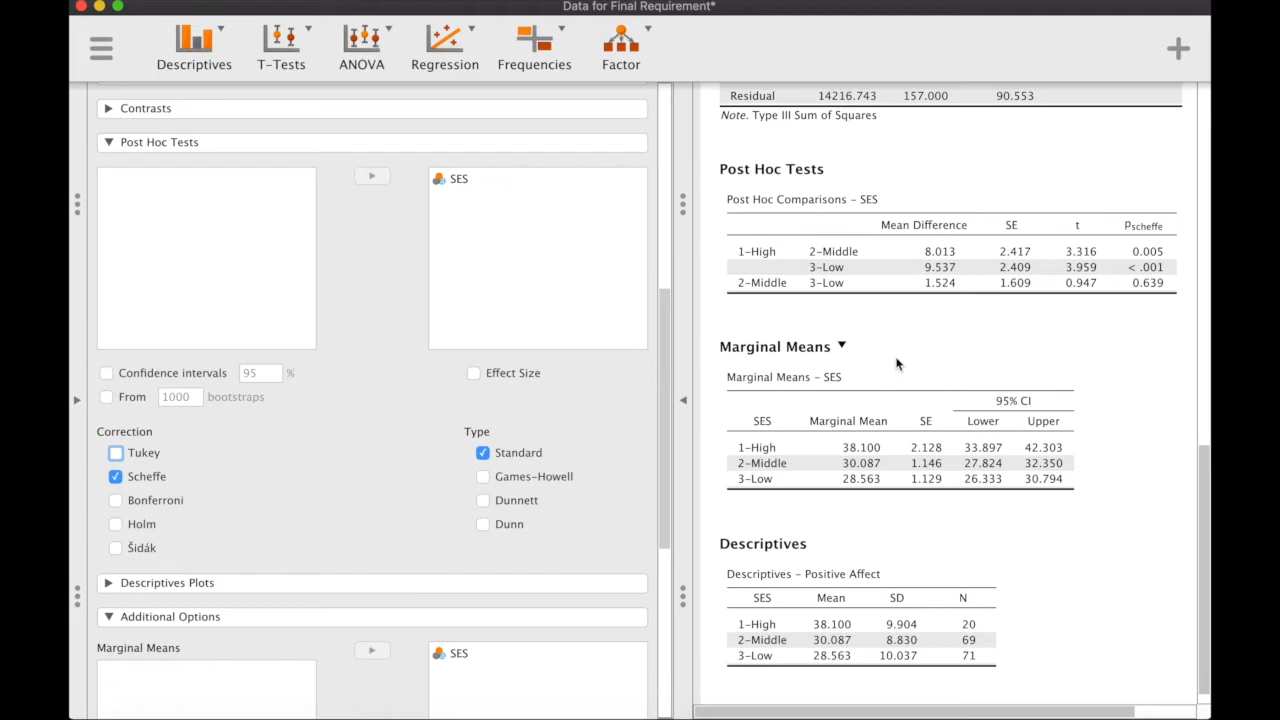 Data for Final Requirement*
Descriptives T-Tests ANOVA Regression Frequencies Factor
Contrasts
Post Hoc Tests
SES
Confidence intervals 95 %
Effect Size
From 1000 bootstraps
Correction
Type
Tukey
Standard
Scheffe
Games-Howell
Bonferroni
Dunnett
Holm
Dunn
Šidák
Descriptives Plots
Additional Options
Marginal Means
SES
Residual 14216.743 157.000 90.553
Note. Type III Sum of Squares
Post Hoc Tests
Post Hoc Comparisons - SES
Mean Difference SE t pscheffe
1-High 2-Middle 8.013 2.417 3.316 0.005
3-Low 9.537 2.409 3.959 < .001
2-Middle 3-Low 1.524 1.609 0.947 0.639
Marginal Means
Marginal Means - SES
95% CI
SES Marginal Mean SE Lower Upper
1-High 38.100 2.128 33.897 42.303
2-Middle 30.087 1.146 27.824 32.350
3-Low 28.563 1.129 26.333 30.794
Descriptives
Descriptives - Positive Affect
SES Mean SD N
1-High 38.100 9.904 20
2-Middle 30.087 8.830 69
3-Low 28.563 10.037 71